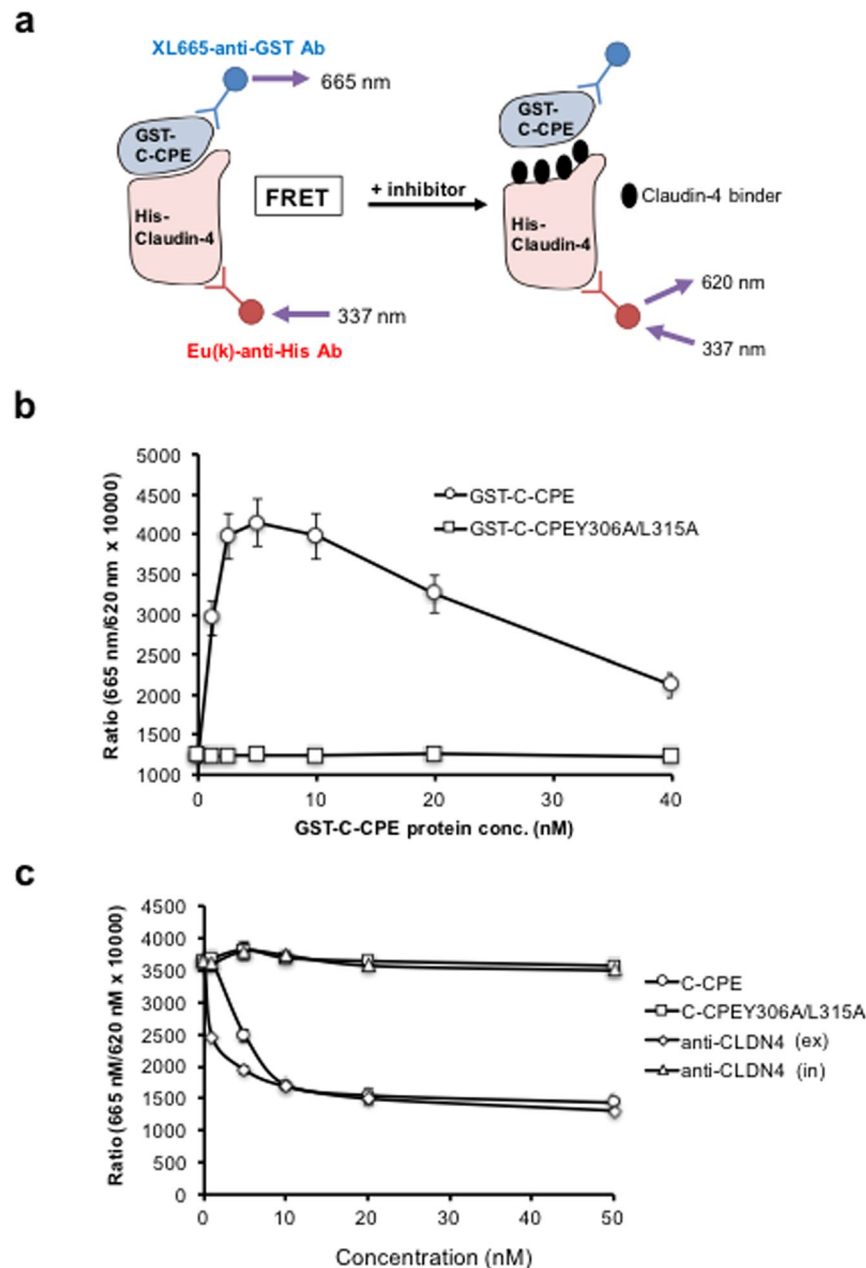 a
XL665-anti-GST Ab
665 nm
GST-
C-CPE
His-
Claudin-4
FRET
337 nm
Eu(k)-anti-His Ab
+ inhibitor
GST-
C-CPE
His-
Claudin-4
Claudin-4 binder
620 nm
337 nm
b
Ratio (665 nm/620 nm x 10000)
5000
4500
4000
3500
3000
2500
2000
1500
1000
GST-C-CPE
GST-C-CPEY306A/L315A
0 10 20 30 40
GST-C-CPE protein conc. (nM)
c
Ratio (665 nM/620 nM x 10000)
4500
4000
3500
3000
2500
2000
1500
1000
500
0
C-CPE
C-CPEY306A/L315A
anti-CLDN4 (ex)
anti-CLDN4 (in)
0 10 20 30 40 50
Concentration (nM)